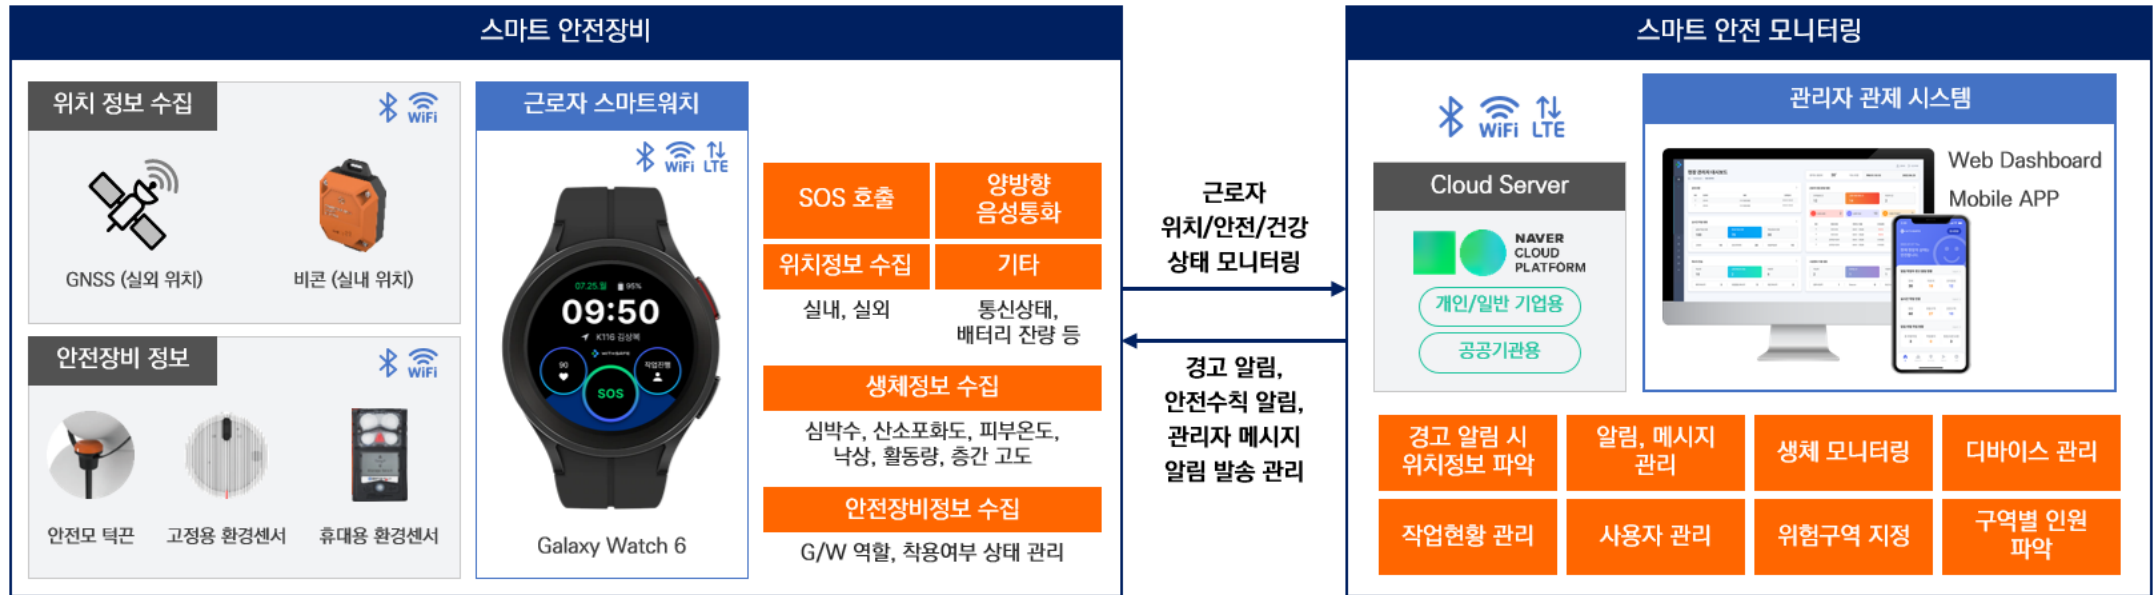 스마트 안전장비
위치 정보 수집
WiFi
GNSS (실외 위치)
비콘 (실내 위치)
안전장비 정보
WiFi
안전모 턱끈
고정용 환경센서
휴대용 환경센서
근로자 스마트워치
WiFi
LTE
07.25.월
95%
09:50
K116 김상복
90
작업진행
SOS
Galaxy Watch 6
SOS 호출
양방향
음성통화
위치정보 수집
기타
실내, 실외
통신상태,
배터리 잔량 등
생체정보 수집
심박수, 산소포화도, 피부온도,
낙상, 활동량, 층간 고도
안전장비정보 수집
G/W 역할, 착용여부 상태 관리
근로자
위치/안전/건강
상태 모니터링
경고 알림,
안전수칙 알림,
관리자 메시지
알림 발송 관리
스마트 안전 모니터링
WiFi
LTE
Cloud Server
NAVER
CLOUD
PLATFORM
개인/일반 기업용
공공기관용
관리자 관제 시스템
Web Dashboard
Mobile APP
경고 알림 시
위치정보 파악
알림, 메시지
관리
생체 모니터링
디바이스 관리
작업현황 관리
사용자 관리
위험구역 지정
구역별 인원
파악